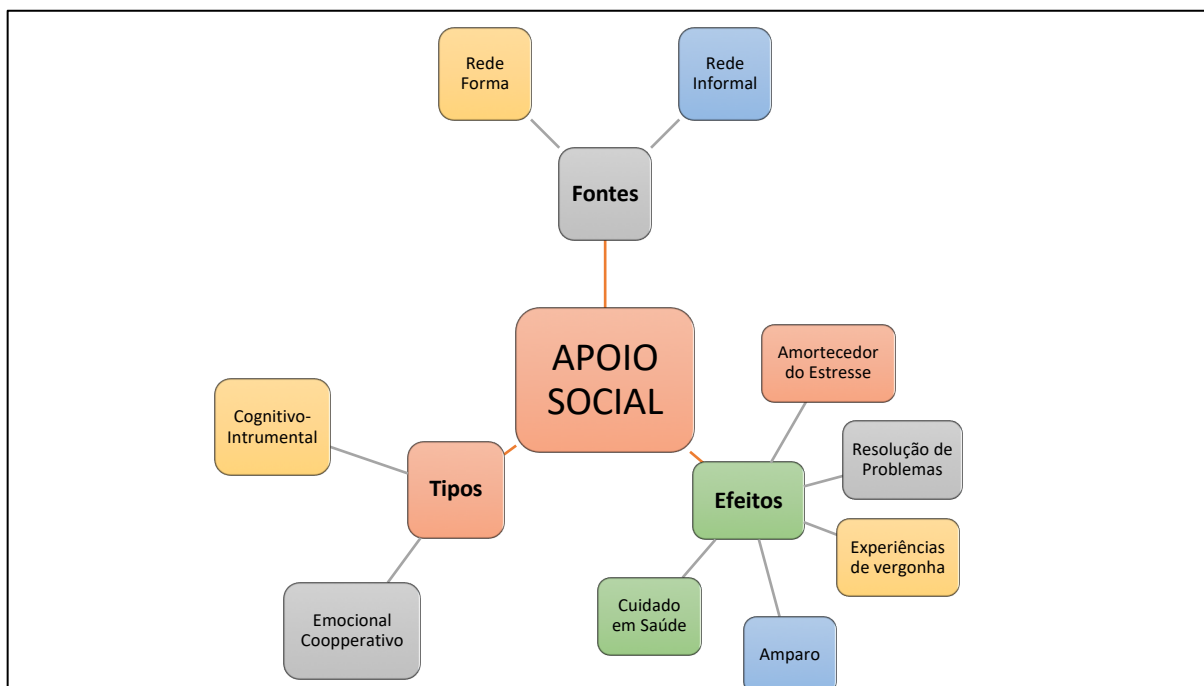 Rede
Forma
Rede
Informal
Fontes
APOIO
SOCIAL
Amortecedor
do Estresse
Cognitivo-
Intrumental
Resolução de
Problemas
Tipos
Efeitos
Experiências
de vergonha
Emocional
Coopperativo
Cuidado
em Saúde
Amparo